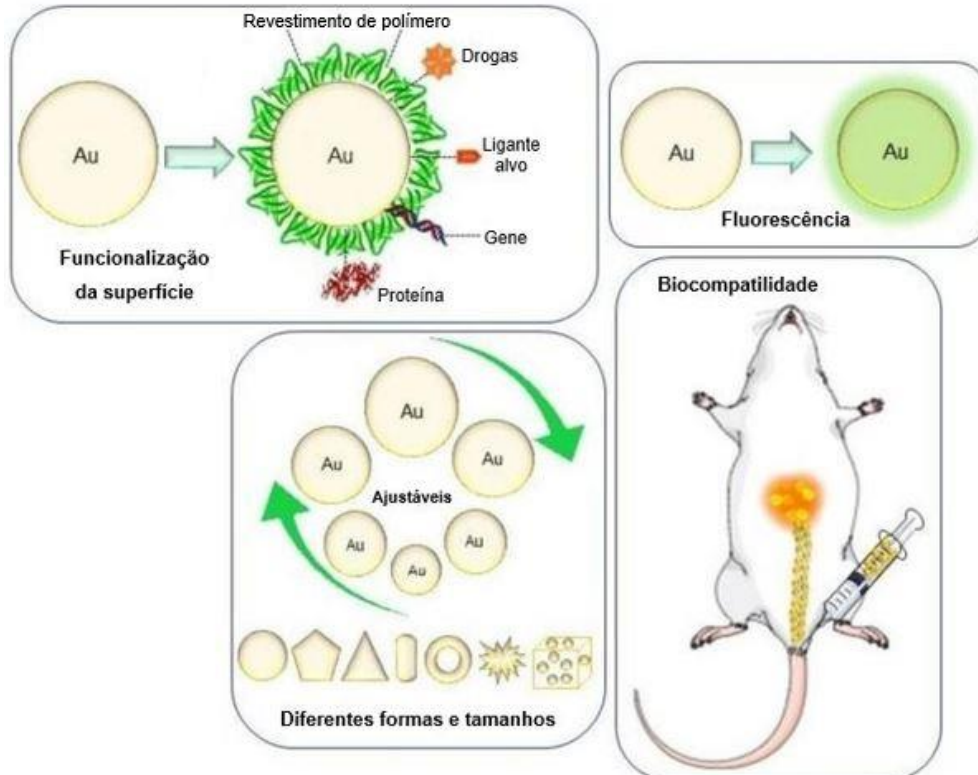 Revestimento de polímero
Drogas
Au
Au
Ligante
alvo
Gene
Proteína
Funcionalização
da superfície
Au
Au
Fluorescência
Biocompatilidade
Au
Au
Au
Ajustáveis
Au
Au
Au
Diferentes formas e tamanhos